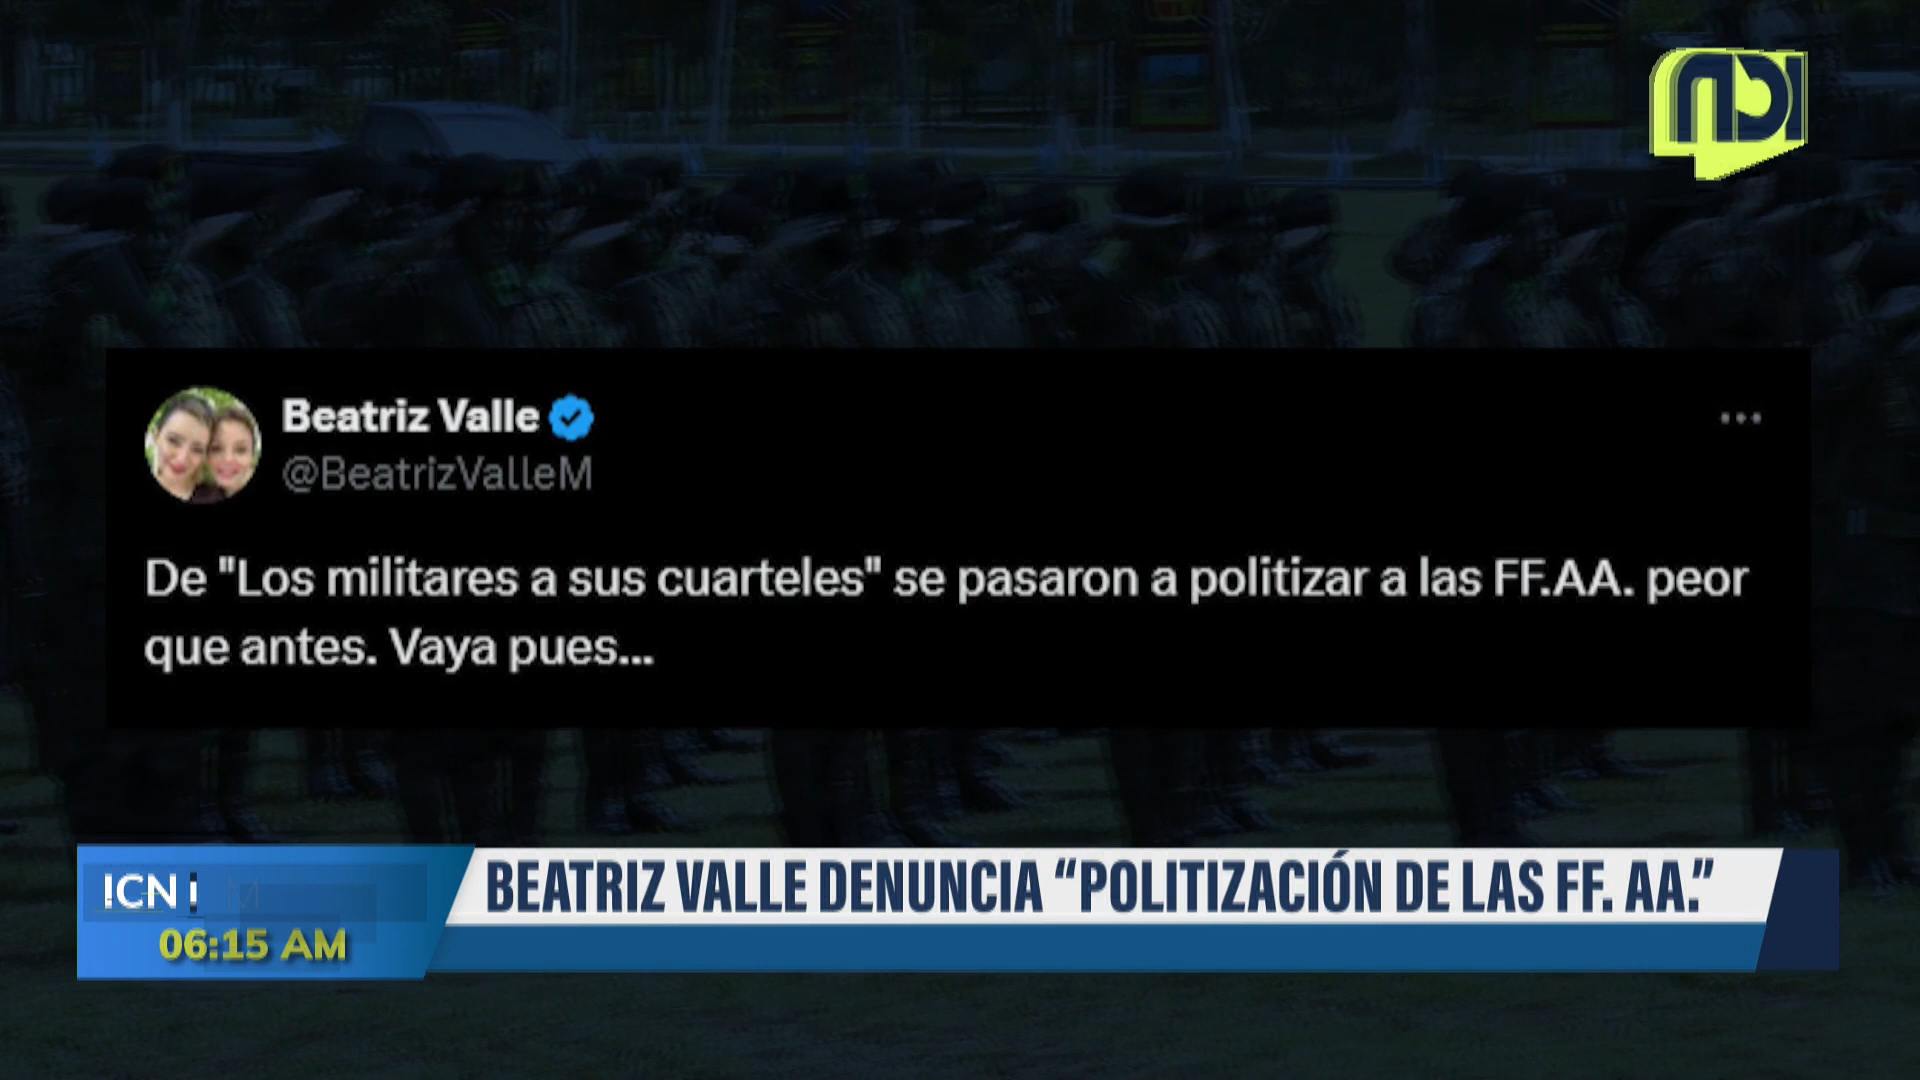 Beatriz Valle
@BeatrizValleM
De "Los militares a sus cuarteles" se pasaron a politizar a las FF.AA. peor
que antes. Vaya pues...
BEATRIZ VALLE DENUNCIA “POLITIZACIÓN DE LAS FF. AA.”
ICN
06:15 AM